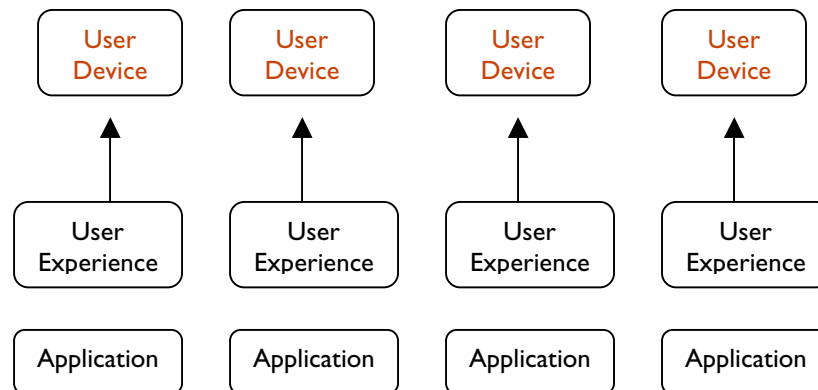 User
Device
User
Device
User
Device
User
Device
User
Experience
User
Experience
User
Experience
User
Experience
Application
Application
Application
Application